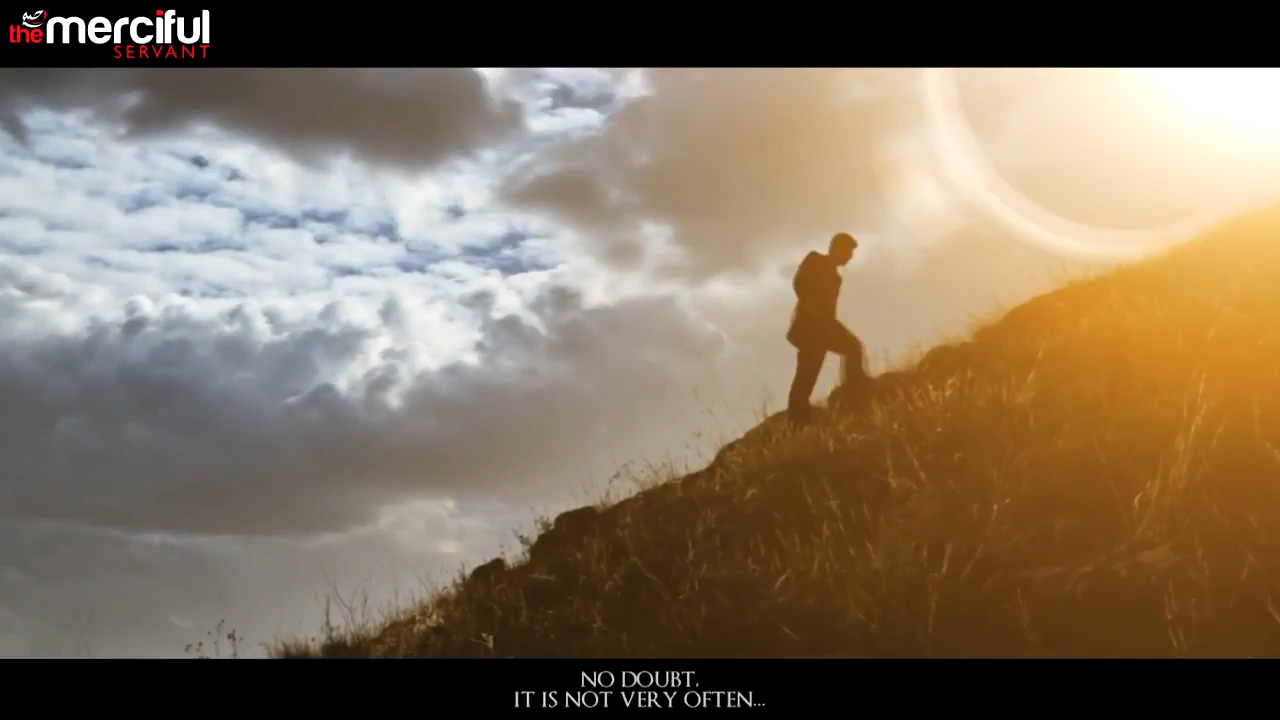 the merciful
SERVANT
NO DOUBT.
IT IS NOT VERY OFTEN...